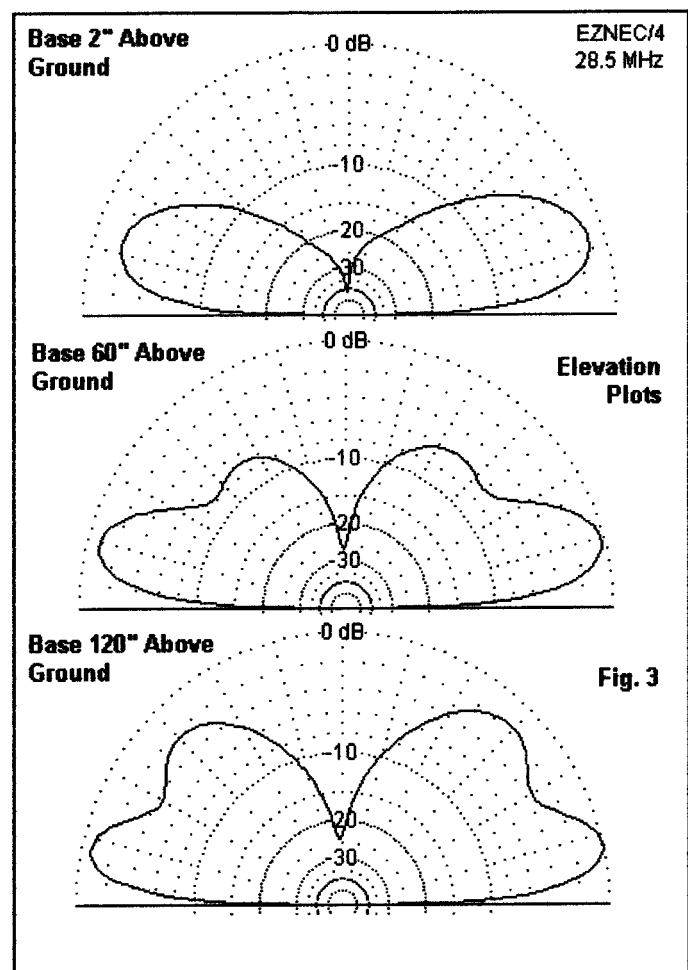 Base 2" Above
Ground
0 dB
EZNEC/4
28.5 MHz
-10
-20
-30
Base 60" Above
Ground
0 dB
Elevation
Plots
-10
-20
-30
Base 120" Above
Ground
0 dB
Fig. 3
-10
-20
-30